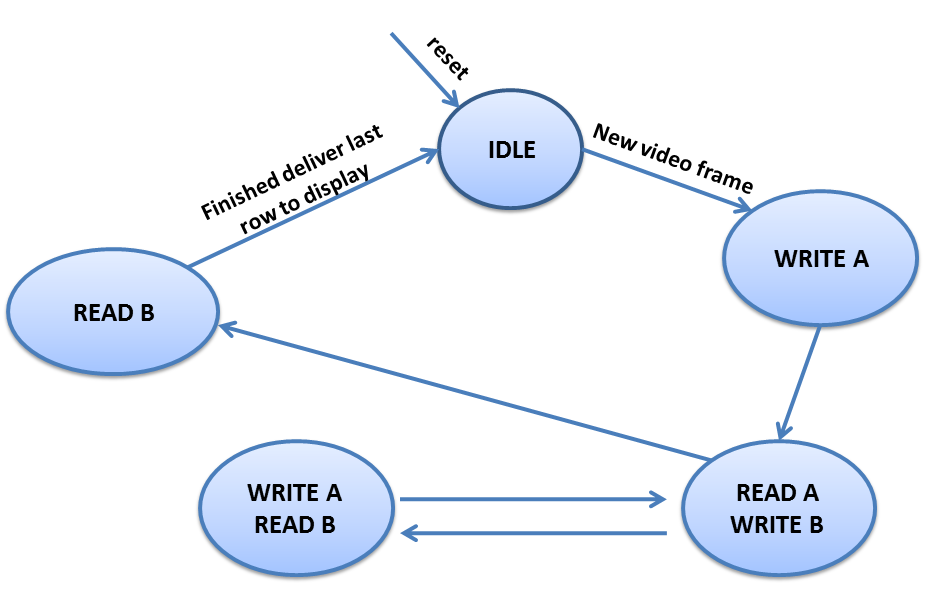 reset
IDLE
New video frame
Finished deliver last
row to display
WRITE A
READ B
WRITE A
READ B
READ A
WRITE B